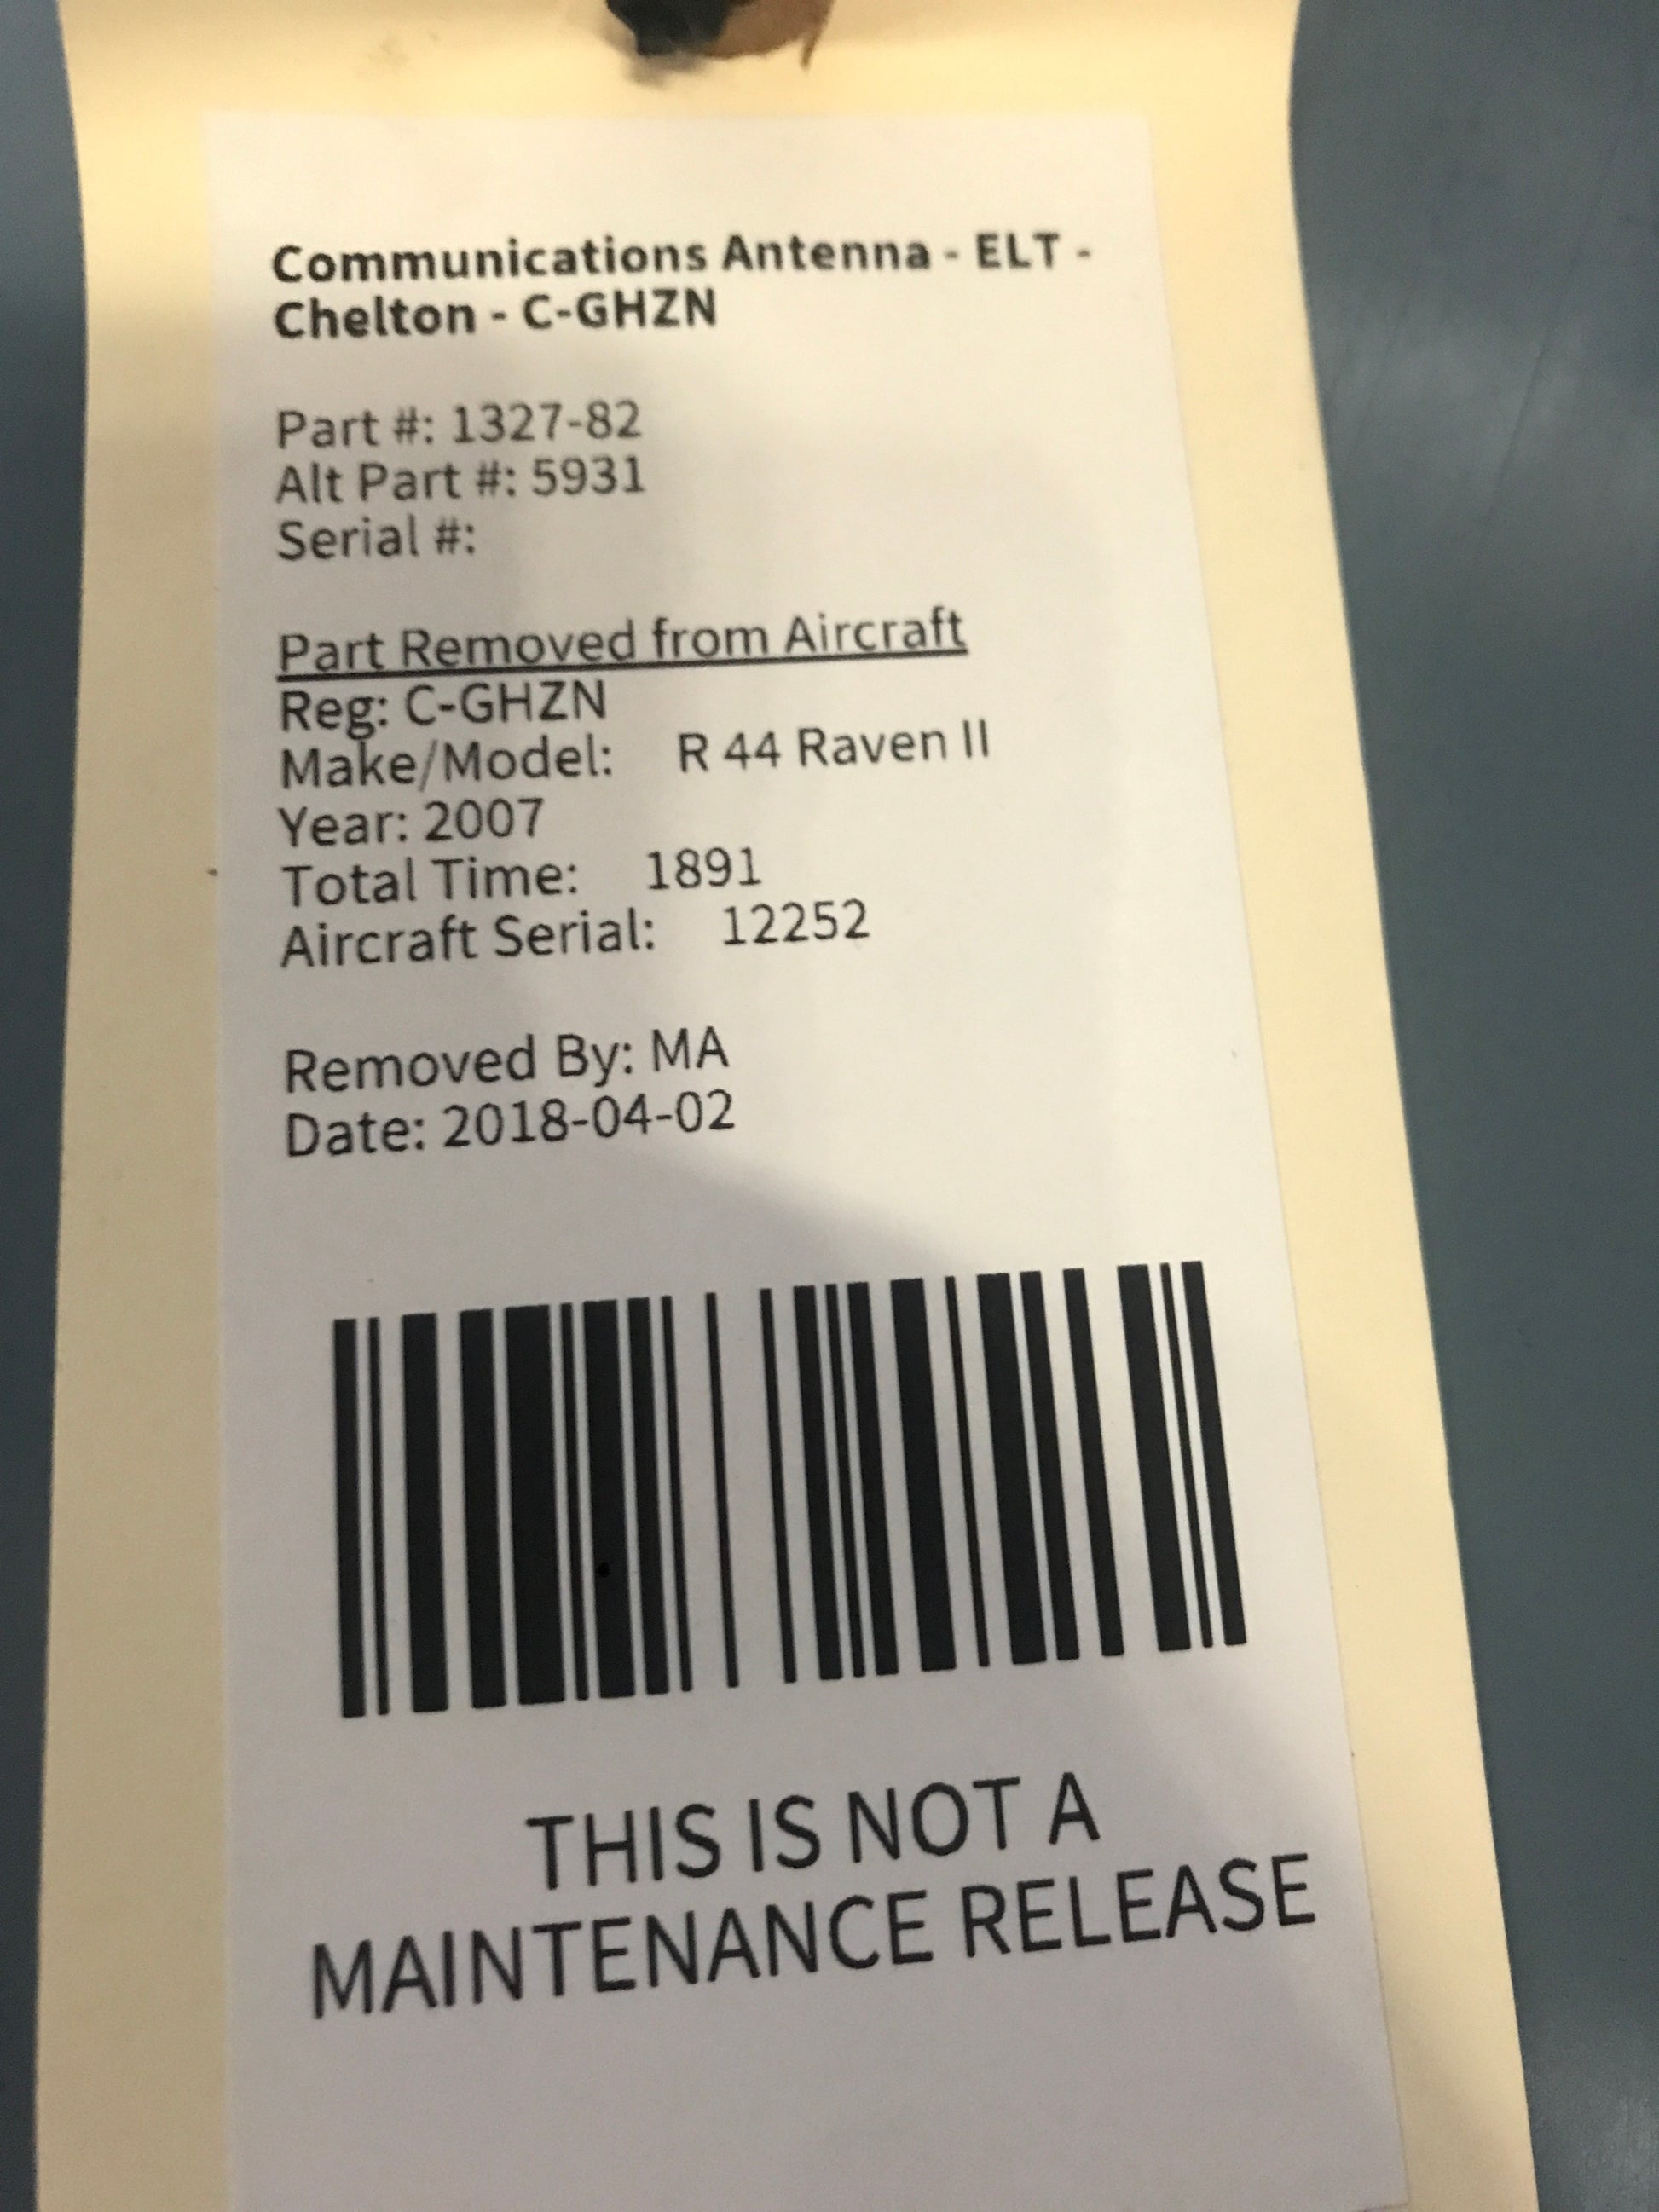 Communications Antenna - ELT -
Chelton - C-GHZN
Part #: 1327-82
Alt Part #: 5931
Serial #:
Part Removed from Aircraft
Reg: C-GHZN
Make/Model: R 44 Raven II
Year: 2007
Total Time: 1891
Aircraft Serial: 12252
Removed By: MA
Date: 2018-04-02
THIS IS NOT A
MAINTENANCE RELEASE